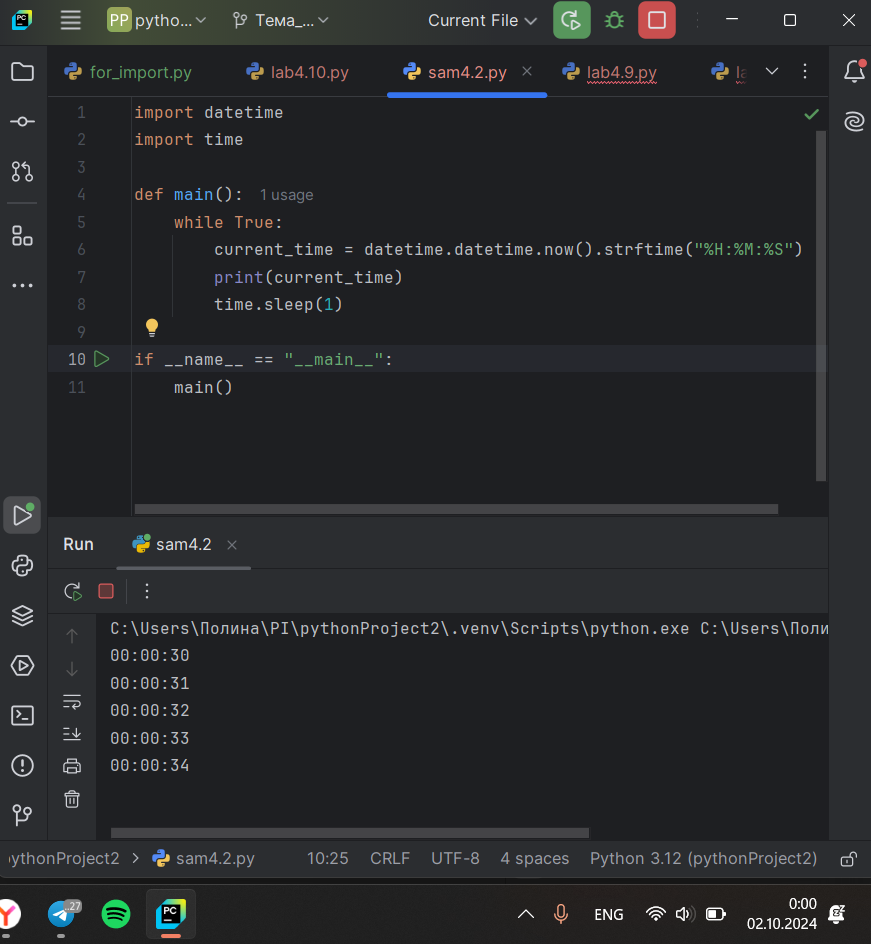 PC PP pytho... Тема_... Current File
for_import.py lab4.10.py sam4.2.py lab4.9.py
1 import datetime
2 import time
3
4 def main(): 1 usage
5 while True:
6 current_time = datetime.datetime.now().strftime("%H:%M:%S")
7 print(current_time)
8 time.sleep(1)
9
10 if __name__ == "__main__":
11 main()
Run sam4.2
C:\Users\Полина\PI\pythonProject2\.venv\Scripts\python.exe C:\Users\Поли
00:00:30
00:00:31
00:00:32
00:00:33
00:00:34
ythonProject2 > sam4.2.py 10:25 CRLF UTF-8 4 spaces Python 3.12 (pythonProject2)
..27 PC ENG 0:00
02.10.2024